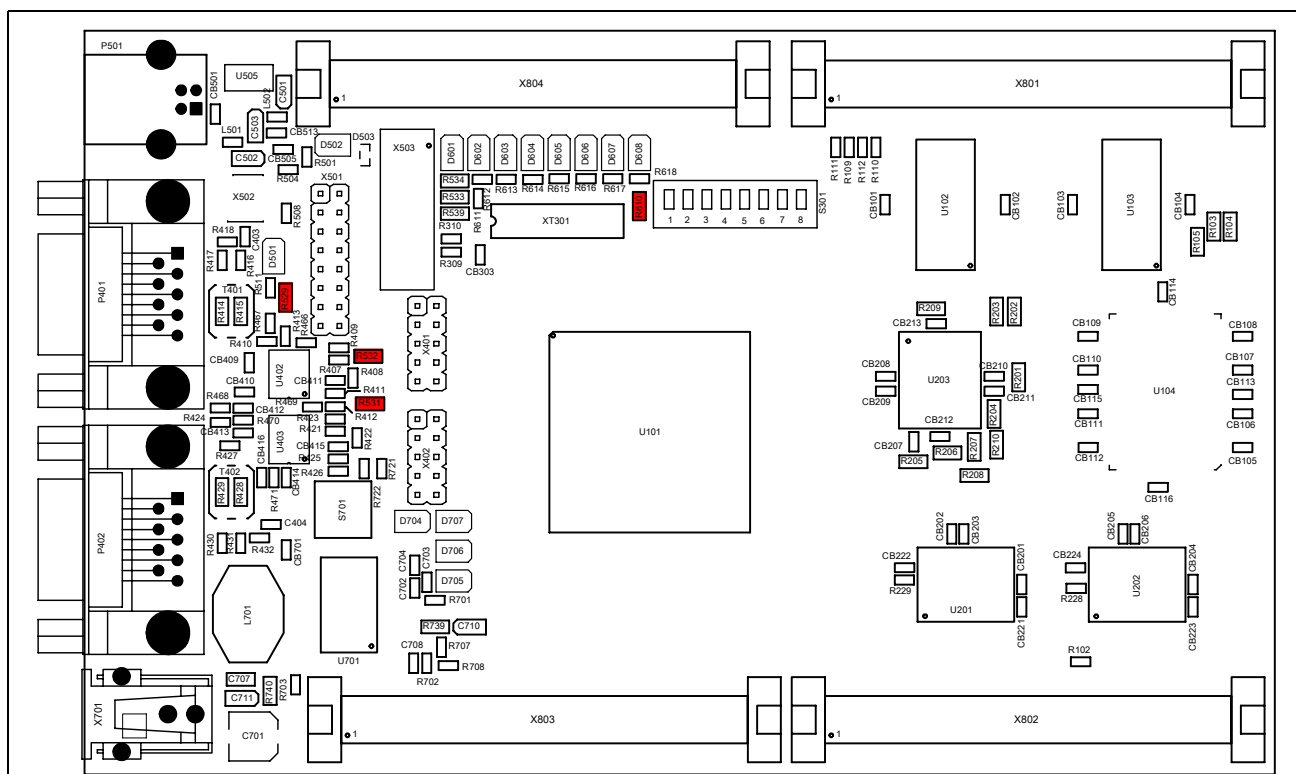 P501
CB501
U505
L502
C501
X804
1
X801
1
C503
L501
CB513
D502
D503
C502
CB505
R501
R504
X503
D601
D602
D603
D604
D605
D606
D607
D608
R111
R109
R112
R110
X502
X501
R534
R612
R613
R614
R615
R616
R617
R618
R533
R539
R611
R610
XT301
1 2 3 4 5 6 7 8
S301
CB101
U102
CB102
CB103
U103
CB104
R103
R104
R105
R508
R418
C403
R310
R309
CB303
R417
R416
D501
R511
P401
T401
R414
R415
R529
CB114
R467
R413
R466
R410
R409
R209
CB213
R203
R202
CB109
CB108
CB409
U402
R407
R532
R408
X401
CB410
CB411
R411
U101
CB208
CB209
U203
CB210
R201
CB211
CB110
CB107
CB113
CB115
U104
R468
R469
CB412
R423
R531
R412
R424
R470
CB413
U403
R421
R422
R204
CB111
CB106
CB212
R427
CB416
CB415
R425
CB207
R206
R207
R210
CB112
CB105
R205
T402
R429
R428
R471
CB414
R426
R721
R722
X402
R208
CB116
P402
S701
D704
D707
C404
R430
R431
R432
CB701
CB202
CB203
CB205
CB206
D706
C704
C703
CB222
CB201
CB224
CB204
D705
C702
R701
R229
U201
R228
U202
L701
CB221
CB223
R739
C710
U701
C708
R707
R702
R708
R102
C707
R740
R703
C711
X701
C701
X803
1
X802
1